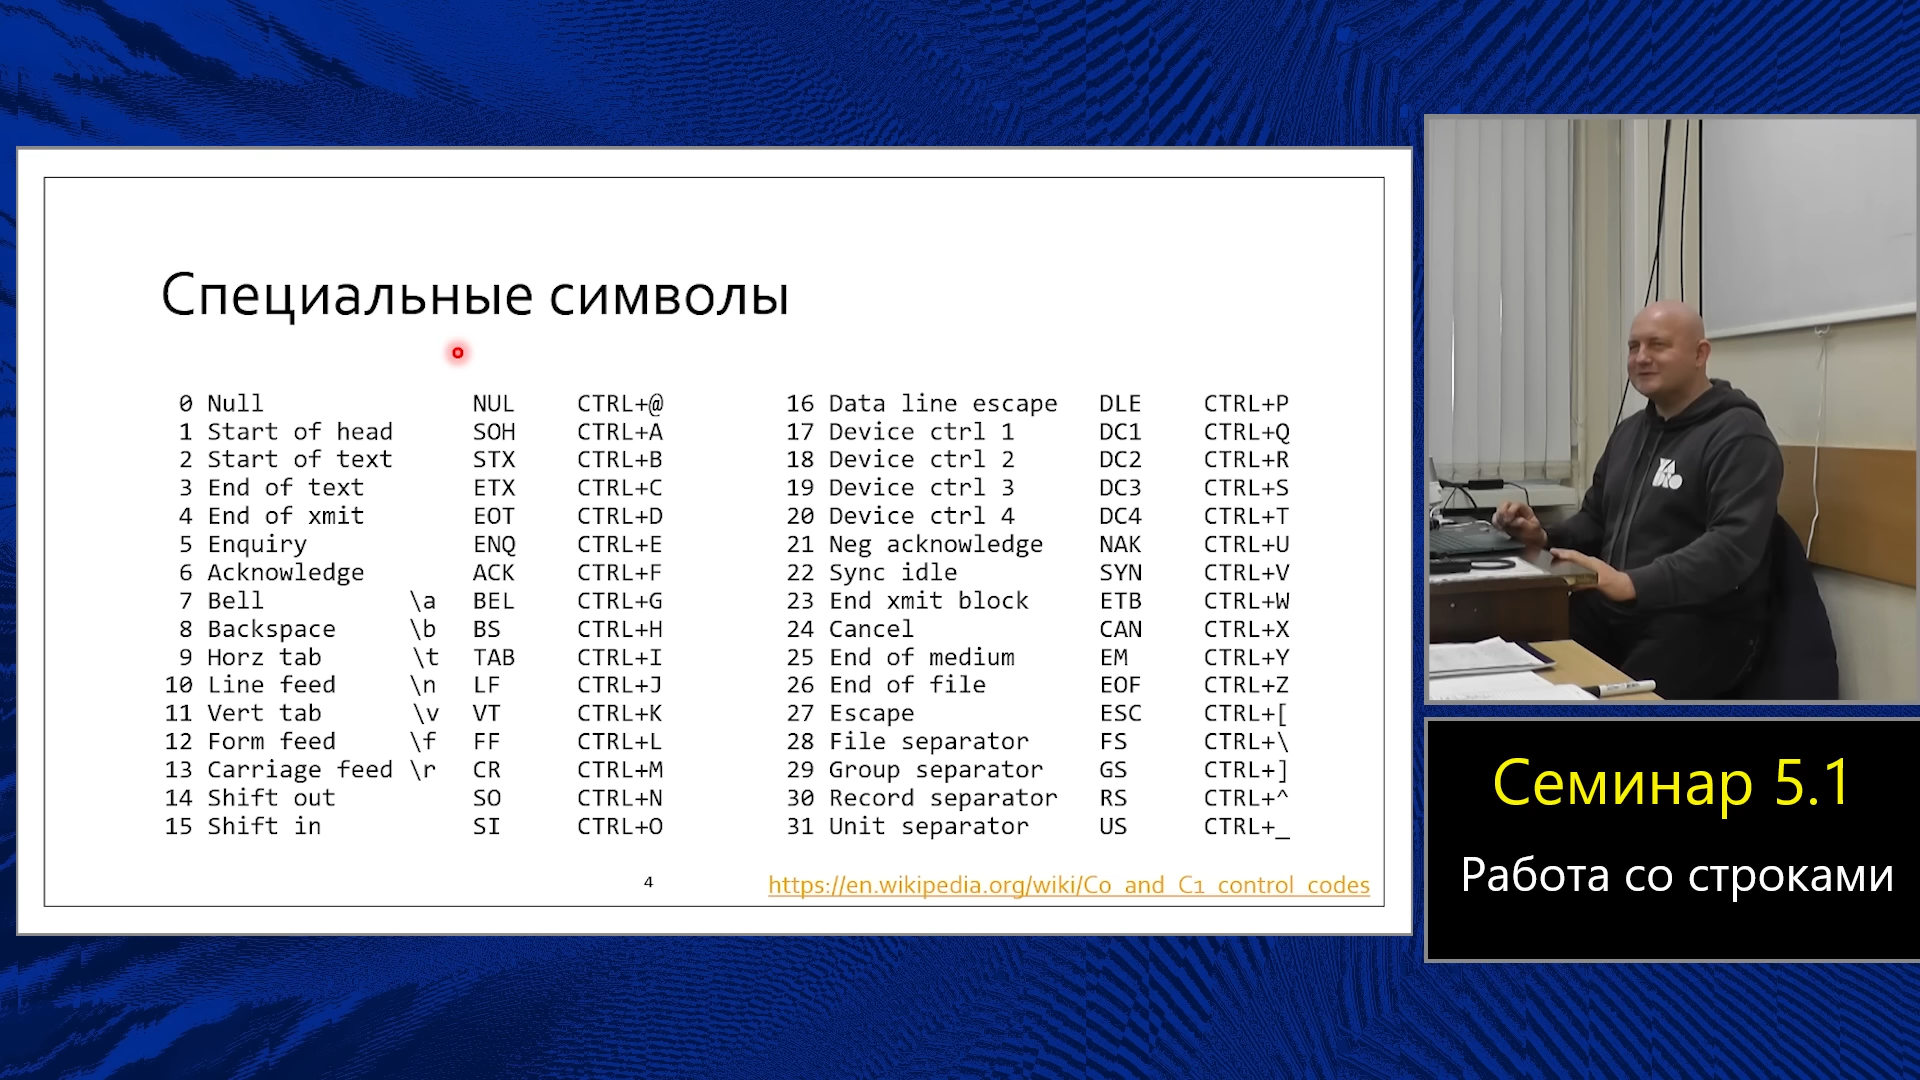 Специальные символы
0 Null NUL CTRL+@
1 Start of head SOH CTRL+A
2 Start of text STX CTRL+B
3 End of text ETX CTRL+C
4 End of xmit EOT CTRL+D
5 Enquiry ENQ CTRL+E
6 Acknowledge ACK CTRL+F
7 Bell \a BEL CTRL+G
8 Backspace \b BS CTRL+H
9 Horz tab \t TAB CTRL+I
10 Line feed \n LF CTRL+J
11 Vert tab \v VT CTRL+K
12 Form feed \f FF CTRL+L
13 Carriage feed \r CR CTRL+M
14 Shift out SO CTRL+N
15 Shift in SI CTRL+O
16 Data line escape DLE CTRL+P
17 Device ctrl 1 DC1 CTRL+Q
18 Device ctrl 2 DC2 CTRL+R
19 Device ctrl 3 DC3 CTRL+S
20 Device ctrl 4 DC4 CTRL+T
21 Neg acknowledge NAK CTRL+U
22 Sync idle SYN CTRL+V
23 End xmit block ETB CTRL+W
24 Cancel CAN CTRL+X
25 End of medium EM CTRL+Y
26 End of file EOF CTRL+Z
27 Escape ESC CTRL+[
28 File separator FS CTRL+\
29 Group separator GS CTRL+]
30 Record separator RS CTRL+^
31 Unit separator US CTRL+_
4
https://en.wikipedia.org/wiki/C0_and_C1_control_codes
Семинар 5.1
Работа со строками